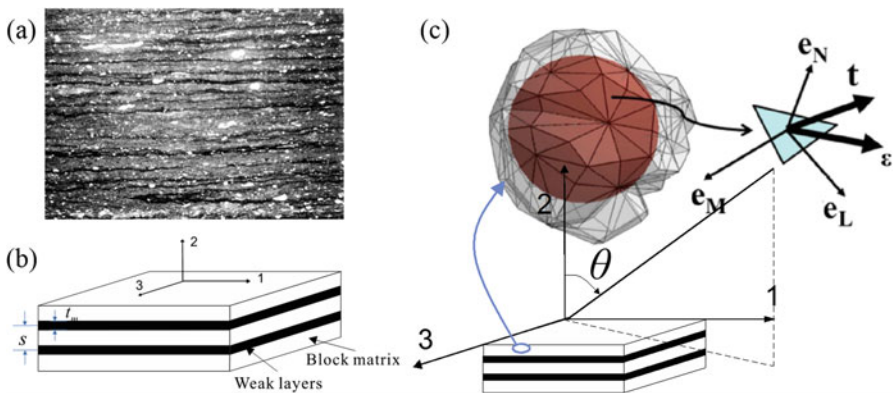 (a)
(b)
2
1
3
t_w
s
Block matrix
Weak layers
(c)
e_N
t
ε
e_M
e_L
2
θ
1
3